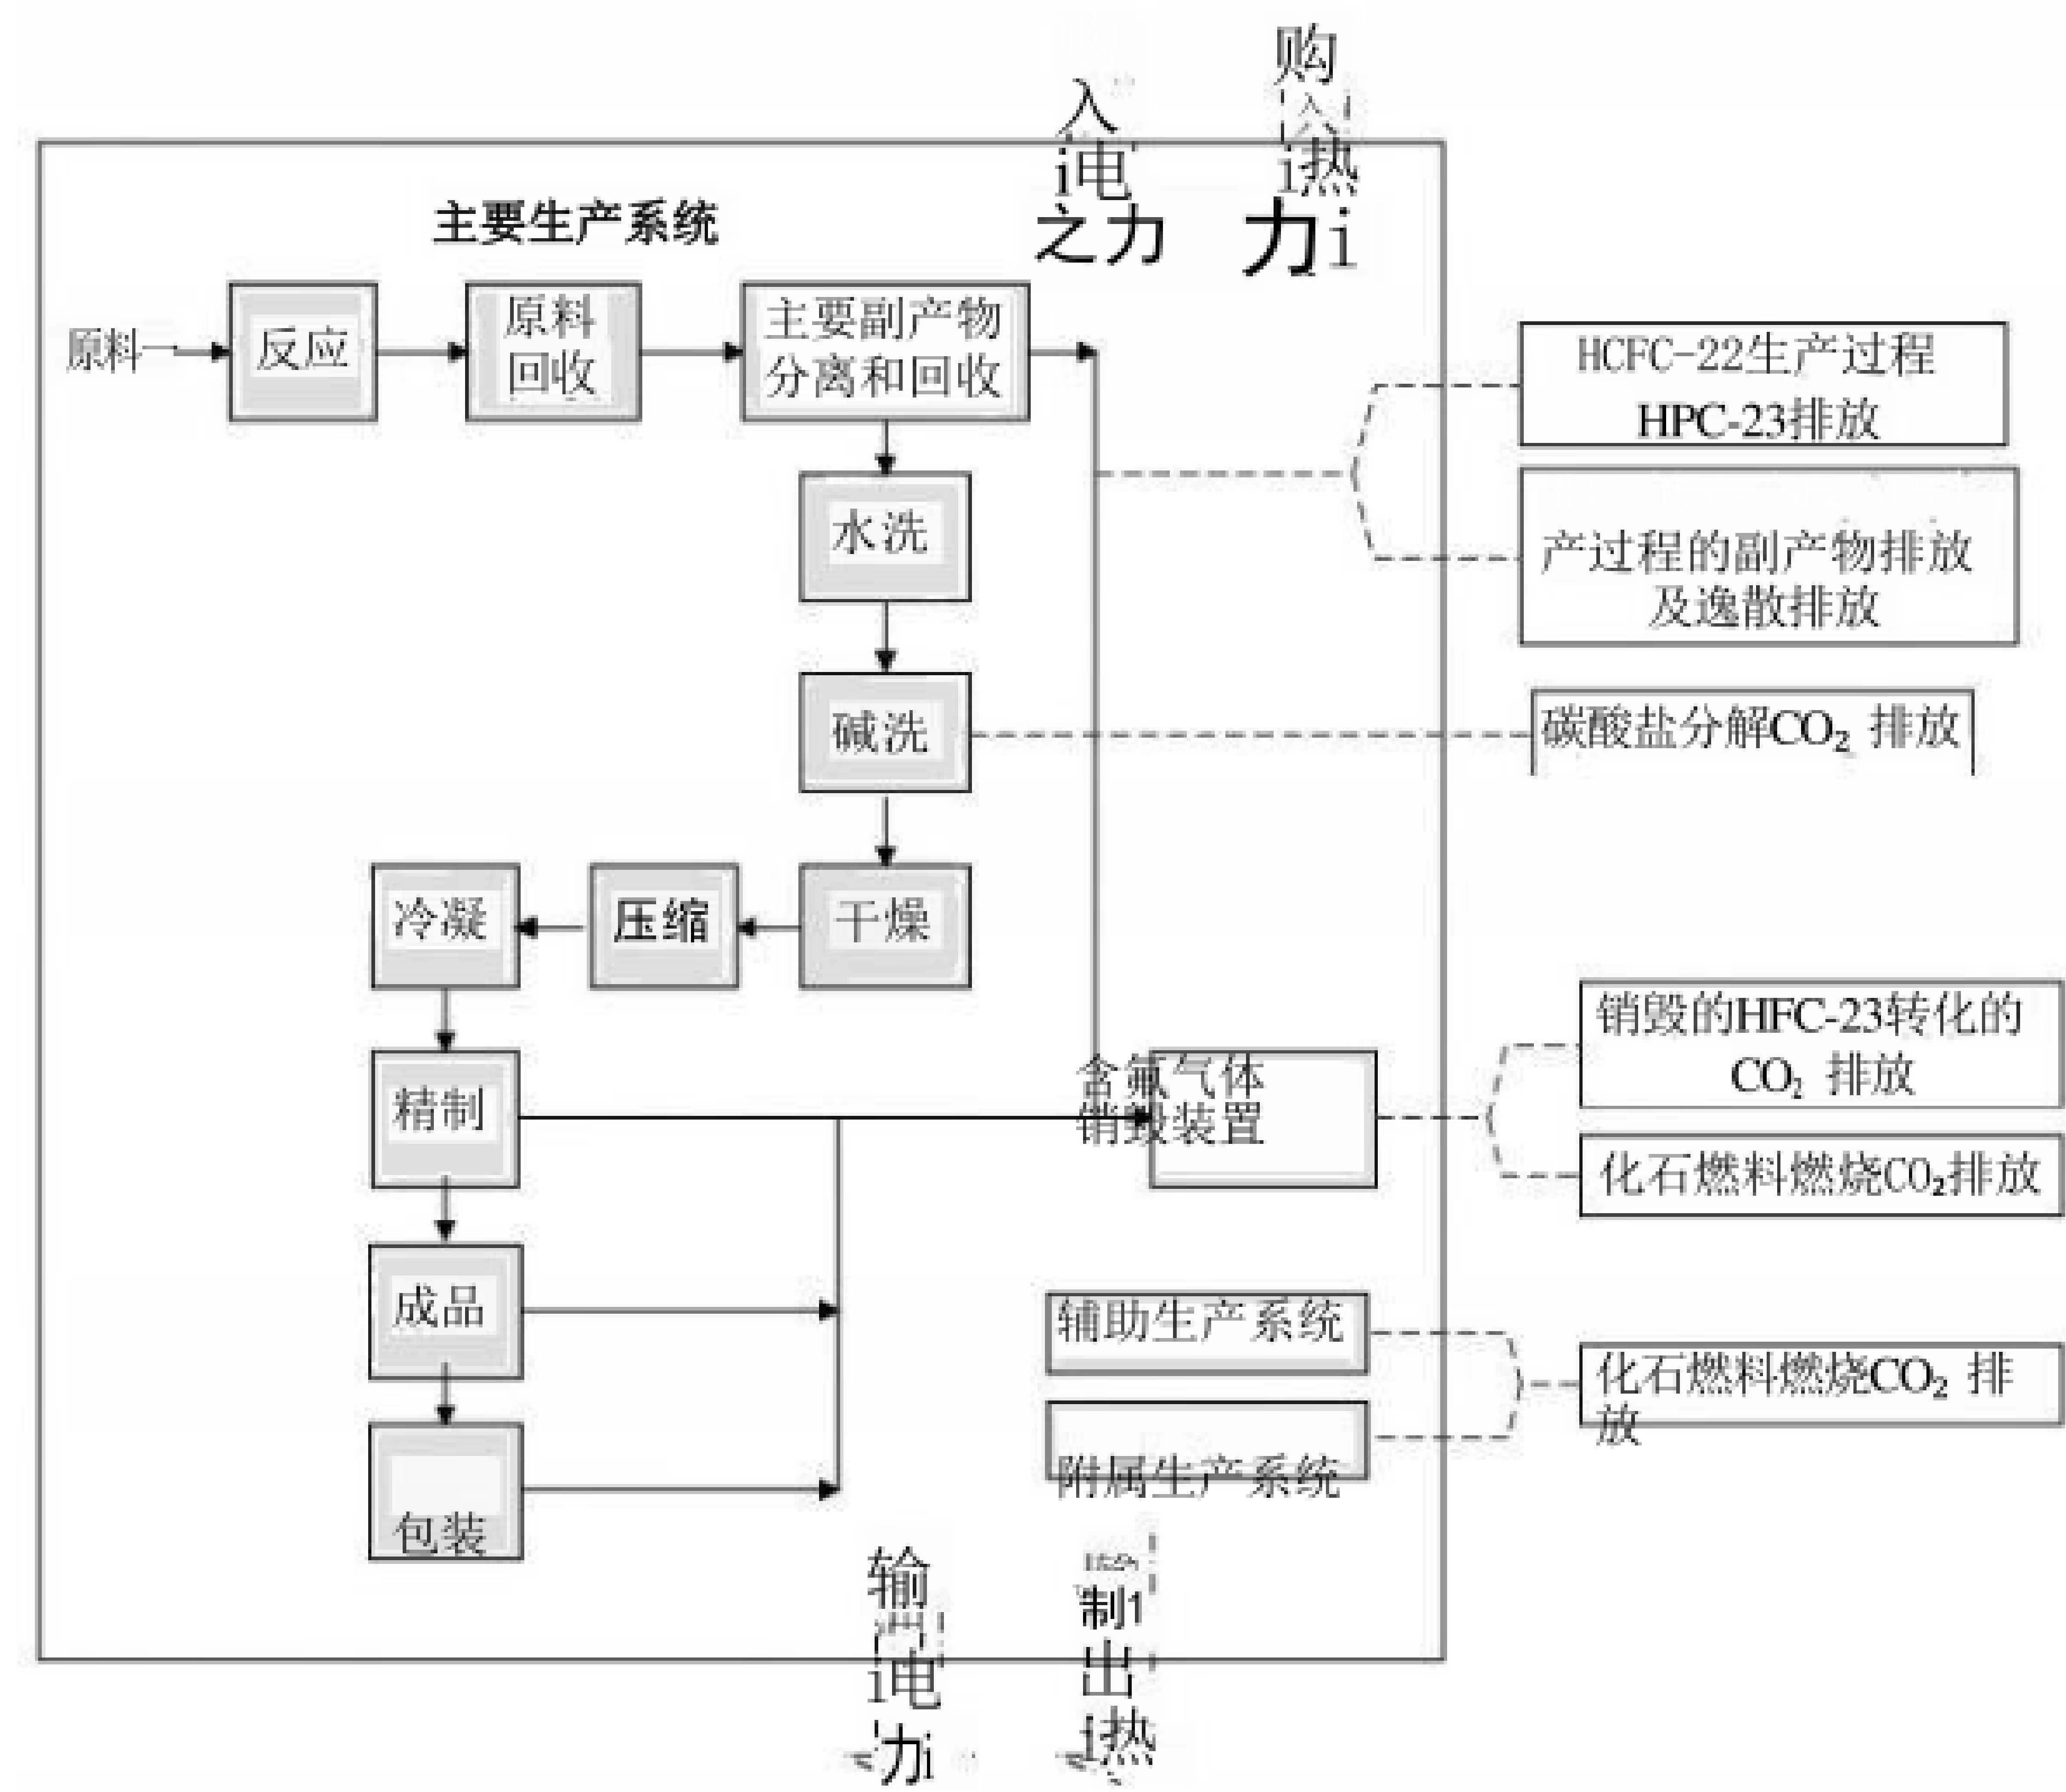 购
入
入
i电
i热
之力
力i
主要生产系统
原料
反应
原料
回收
主要副产物
分离和回收
HCFC-22生产过程
HPC-23排放
水洗
产过程的副产物排放
及逸散排放
碱洗
碳酸盐分解CO₂ 排放
冷凝
压缩
干燥
销毁的HFC-23转化的
CO₂ 排放
精制
含氟气体
销毁装置
化石燃料燃烧CO₂排放
成品
辅助生产系统
化石燃料燃烧CO₂ 排
放
附属生产系统
包装
输
i电
力i
制1
出
i热